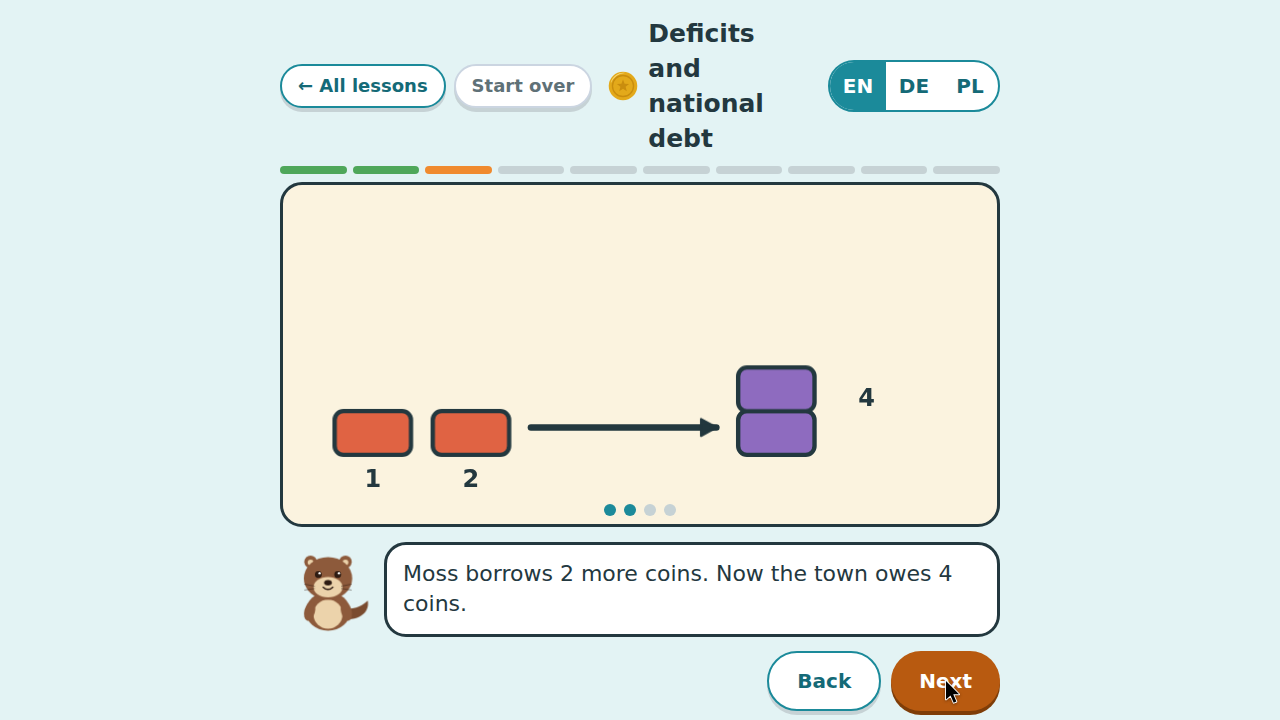 ← All lessons
Start over
Deficits
and
national
debt
EN DE PL
4
1 2
Moss borrows 2 more coins. Now the town owes 4
coins.
Back
Next